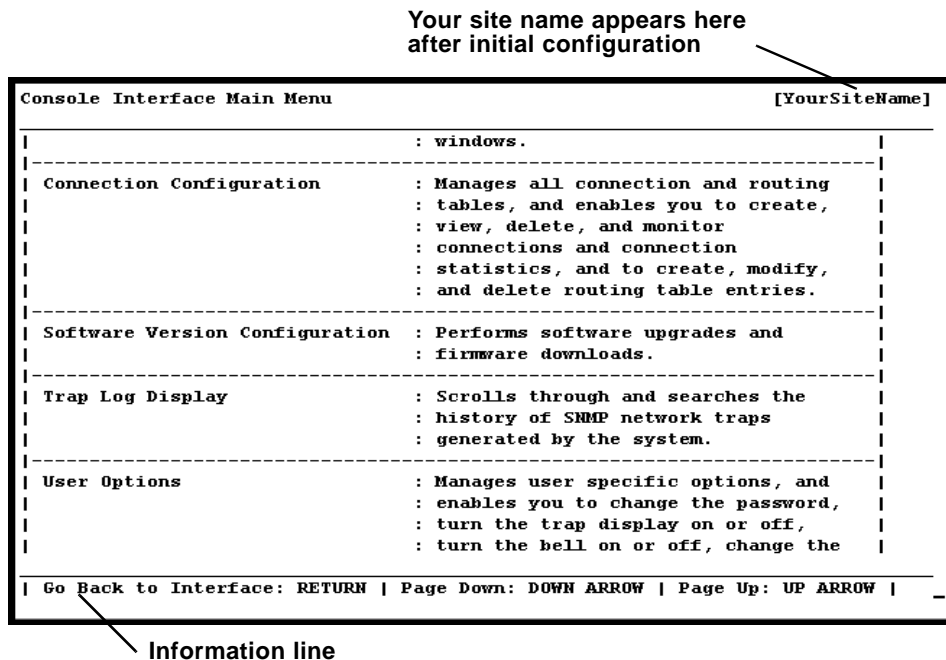 Your site name appears here
after initial configuration
Console Interface Main Menu [YourSiteName]
: windows.
Connection Configuration : Manages all connection and routing
: tables, and enables you to create,
: view, delete, and monitor
: connections and connection
: statistics, and to create, modify,
: and delete routing table entries.
Software Version Configuration : Performs software upgrades and
: firmware downloads.
Trap Log Display : Scrolls through and searches the
: history of SNMP network traps
: generated by the system.
User Options : Manages user specific options, and
: enables you to change the password,
: turn the trap display on or off,
: turn the bell on or off, change the
| Go Back to Interface: RETURN | Page Down: DOWN ARROW | Page Up: UP ARROW | _
Information line